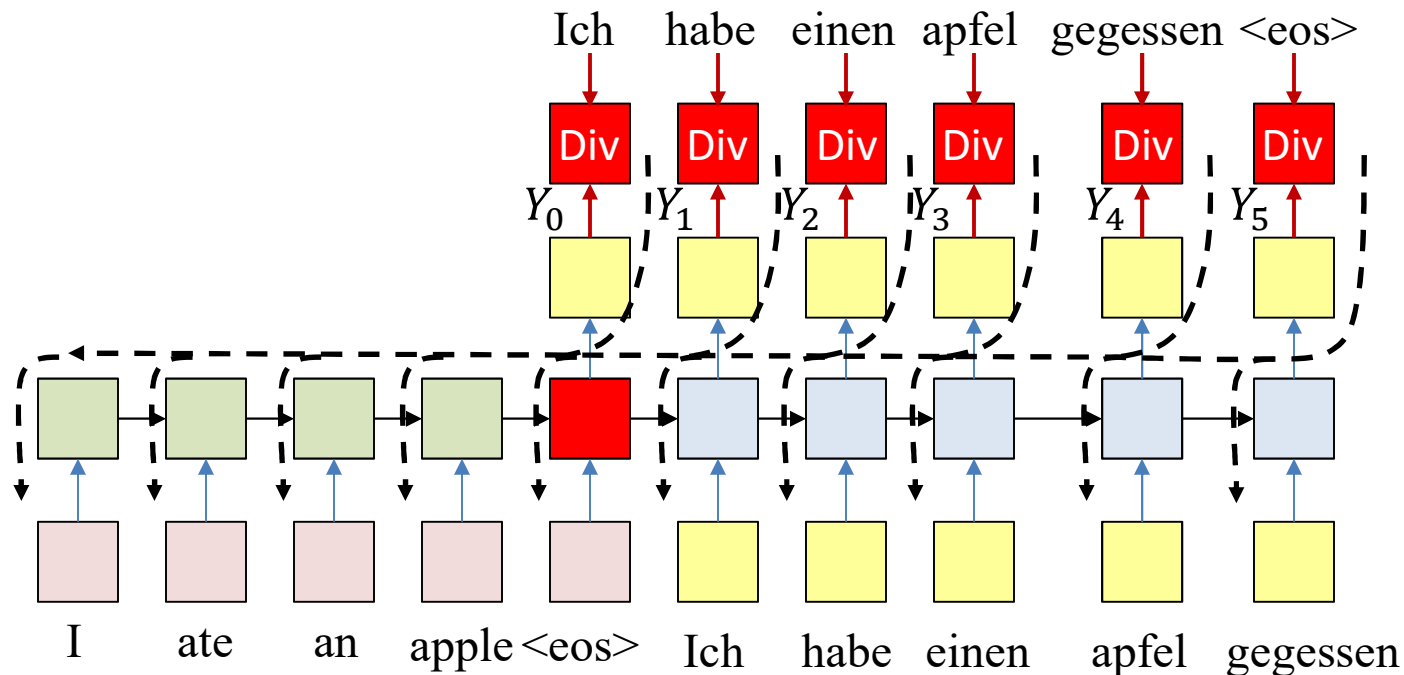 Ich habe einen apfel gegessen <eos>
Div Div Div Div Div Div
Y₀ Y₁ Y₂ Y₃ Y₄ Y₅
I ate an apple <eos> Ich habe einen apfel gegessen